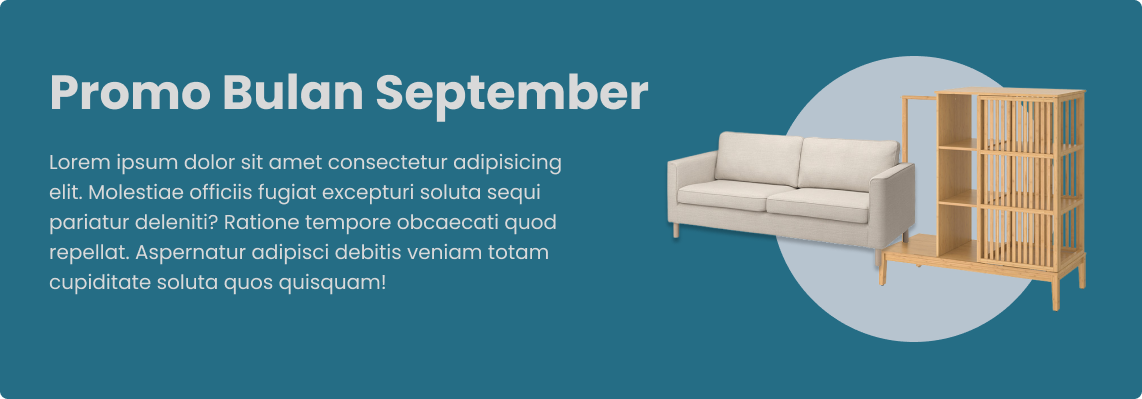 Promo Bulan September
Lorem ipsum dolor sit amet consectetur adipisicing
elit. Molestiae officiis fugiat excepturi soluta sequi
pariatur deleniti? Ratione tempore obcaecati quod
repellat. Aspernatur adipisci debitis veniam totam
cupiditate soluta quos quisquam!